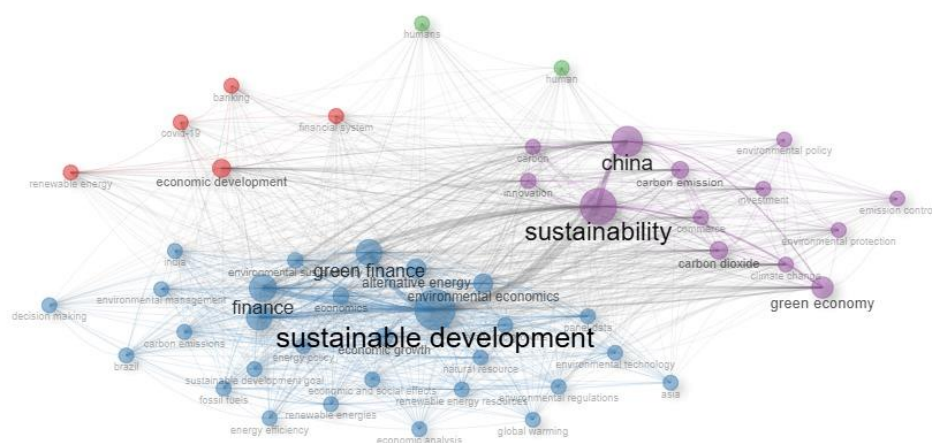 humans
human
banking
covid-19
financial system
renewable energy
economic development
carbon
china
environmental policy
innovation
carbon emission
investment
emission control
commerce
sustainability
environmental protection
india
carbon dioxide
climate change
green finance
alternative energy
environmental management
environmental economics
green economy
decision making
finance
economics
panel data
sustainable development
carbon emissions
energy policy
economic growth
brazil
natural resource
environmental technology
sustainable development goal
economic and social effects
fossil fuels
renewable energy resources
environmental regulations
asia
renewable energies
energy efficiency
economic analysis
global warming